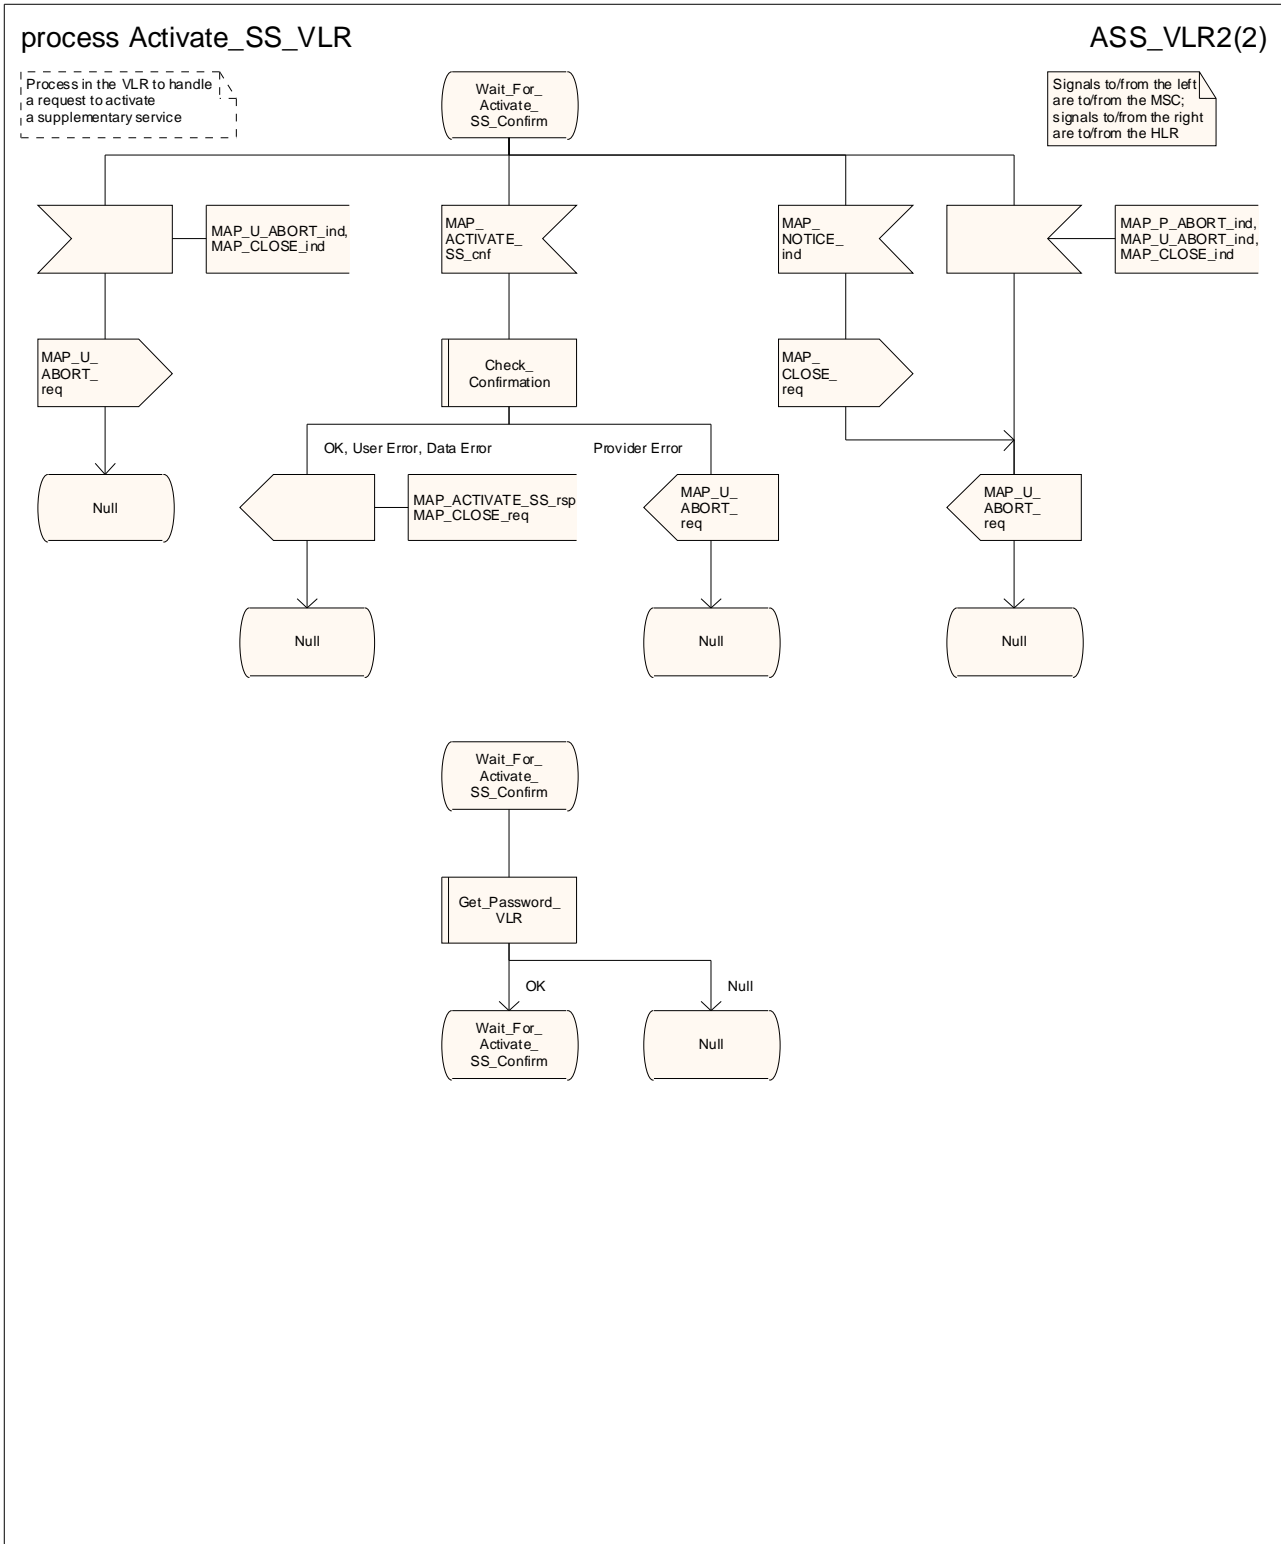 process Activate_SS_VLR
ASS_VLR2(2)
Process in the VLR to handle
a request to activate
a supplementary service
Wait_For_
Activate_
SS_Confirm
Signals to/from the left
are to/from the MSC;
signals to/from the right
are to/from the HLR
MAP_U_ABORT_ind,
MAP_CLOSE_ind
MAP_
ACTIVATE_
SS_cnf
MAP_
NOTICE_
ind
MAP_P_ABORT_ind,
MAP_U_ABORT_ind,
MAP_CLOSE_ind
MAP_U_
ABORT_
req
Check_
Confirmation
MAP_
CLOSE_
req
OK, User Error, Data Error
Provider Error
Null
MAP_ACTIVATE_SS_rsp
MAP_CLOSE_req
MAP_U_
ABORT_
req
MAP_U_
ABORT_
req
Null
Null
Null
Wait_For_
Activate_
SS_Confirm
Get_Password_
VLR
OK
Null
Wait_For_
Activate_
SS_Confirm
Null